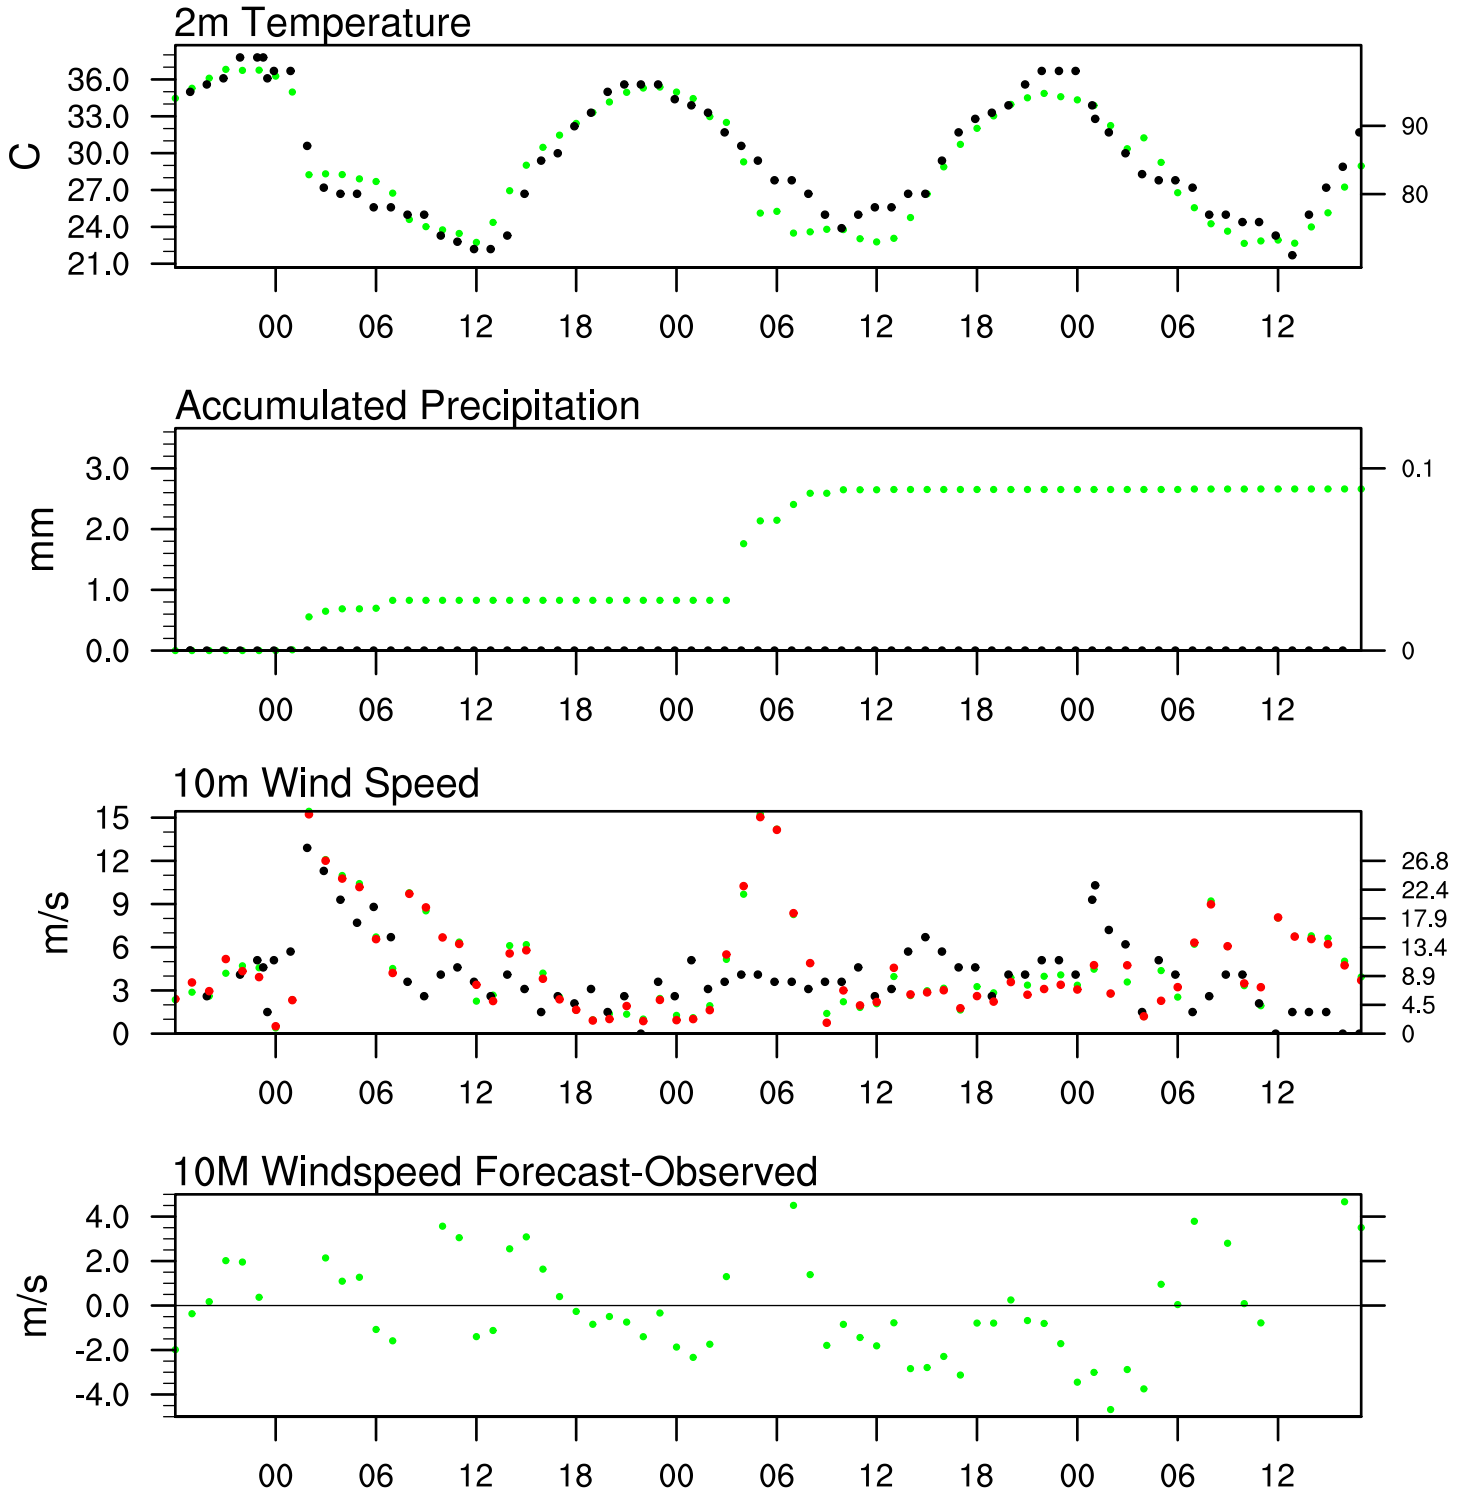 2m Temperature
36.0
33.0
30.0
27.0
24.0
21.0
C
90
80
00 06 12 18 00 06 12 18 00 06 12
Accumulated Precipitation
3.0
2.0
1.0
0.0
mm
0.1
0
00 06 12 18 00 06 12 18 00 06 12
10m Wind Speed
15
12
9
6
3
0
m/s
26.8
22.4
17.9
13.4
8.9
4.5
0
00 06 12 18 00 06 12 18 00 06 12
10M Windspeed Forecast-Observed
4.0
2.0
0.0
-2.0
-4.0
m/s
00 06 12 18 00 06 12 18 00 06 12